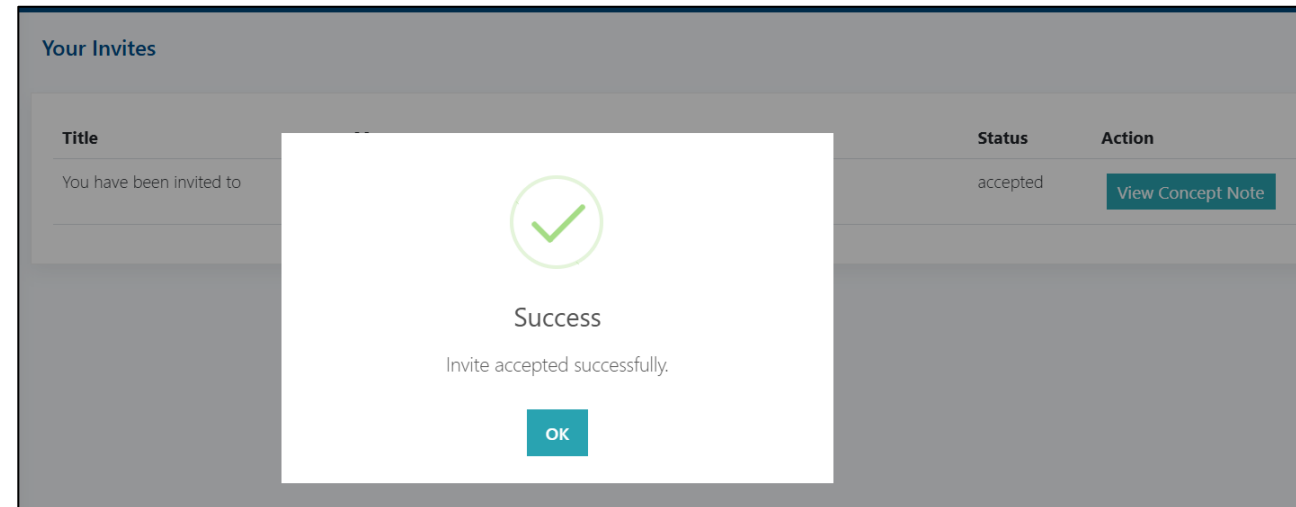 Your Invites
Title Status Action
You have been invited to accepted View Concept Note
Success
Invite accepted successfully.
OK